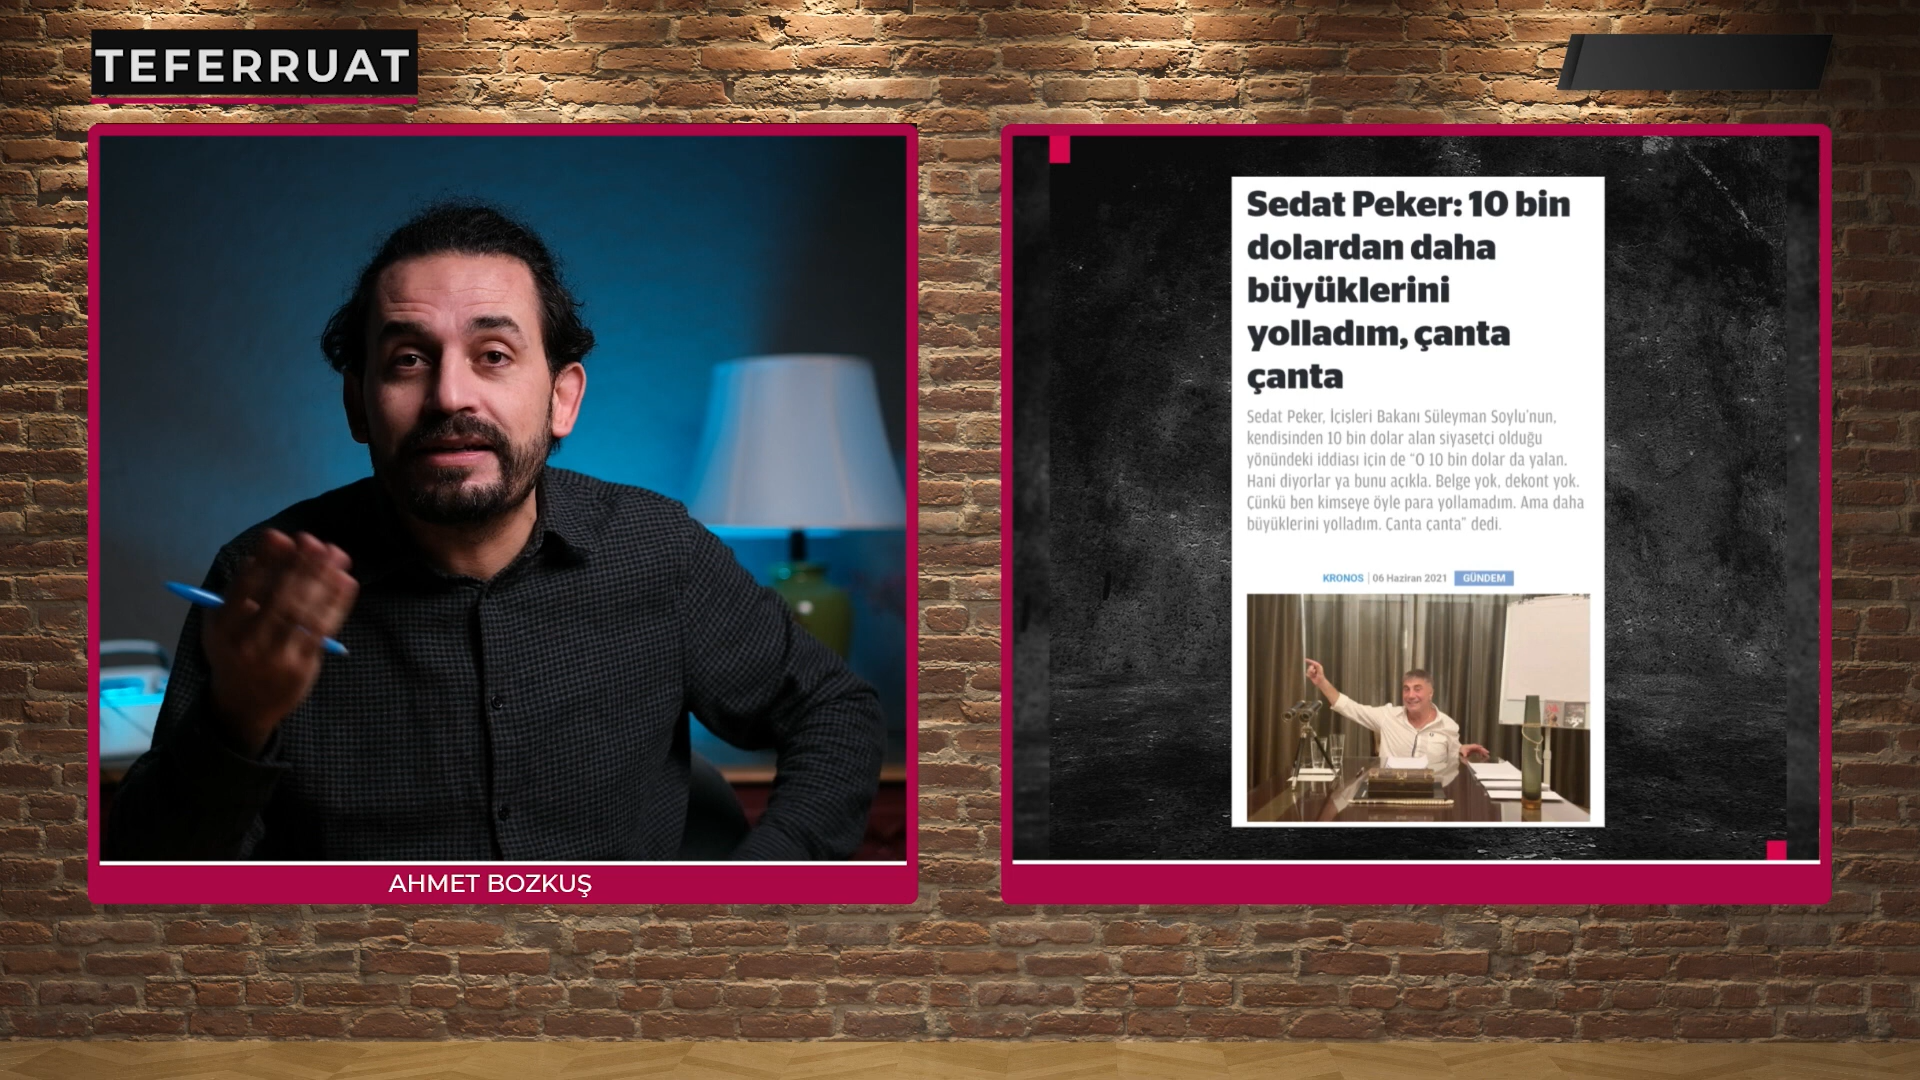 TEFERRUAT
AHMET BOZKUŞ
Sedat Peker: 10 bin
dolardan daha
büyüklerini
yolladım, çanta
çanta
Sedat Peker, İçişleri Bakanı Süleyman Soylu'nun,
kendisinden 10 bin dolar alan siyasetçi olduğu
yönündeki iddiası için de "O 10 bin dolar da yalan.
Hani diyorlar ya bunu açıkla. Belge yok, dekont yok.
Çünkü ben kimseye öyle para yollamadım. Ama daha
büyüklerini yolladım. Çanta çanta" dedi.
KRONOS | 06 Haziran 2021 GÜNDEM